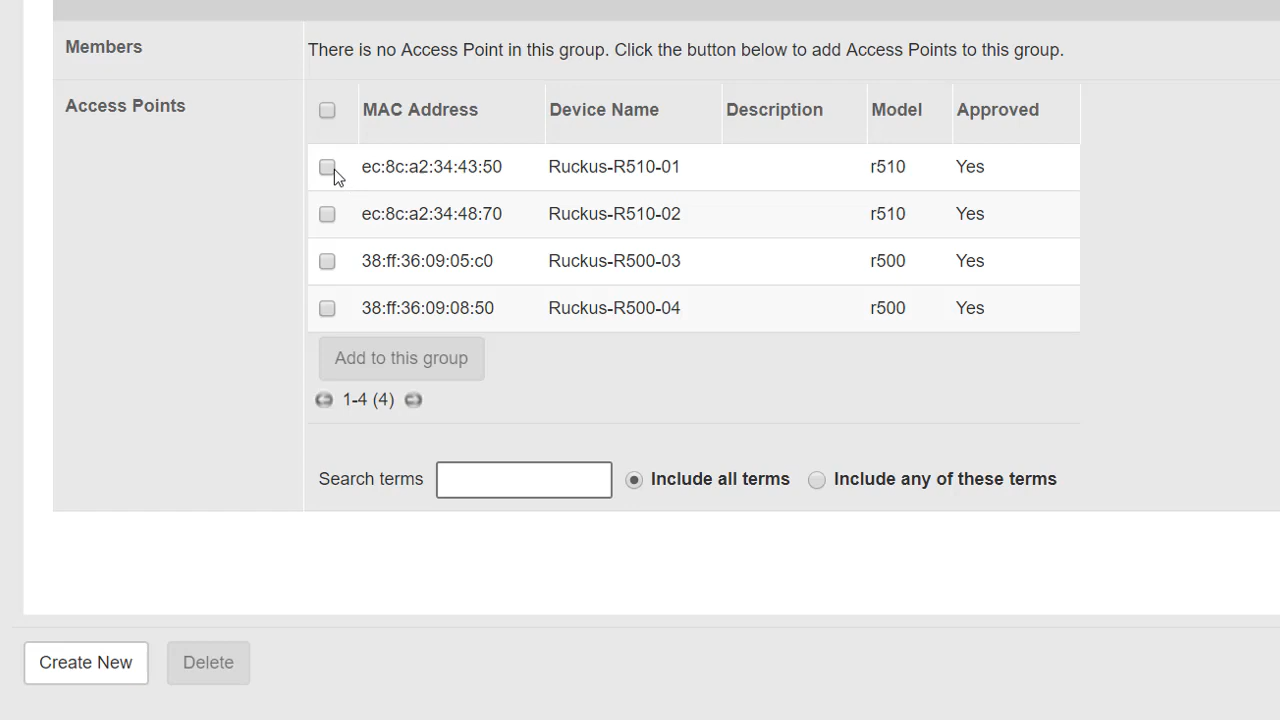 Members
There is no Access Point in this group. Click the button below to add Access Points to this group.
Access Points
MAC Address Device Name Description Model Approved
ec:8c:a2:34:43:50 Ruckus-R510-01 r510 Yes
ec:8c:a2:34:48:70 Ruckus-R510-02 r510 Yes
38:ff:36:09:05:c0 Ruckus-R500-03 r500 Yes
38:ff:36:09:08:50 Ruckus-R500-04 r500 Yes
Add to this group
1-4 (4)
Search terms Include all terms Include any of these terms
Create New Delete